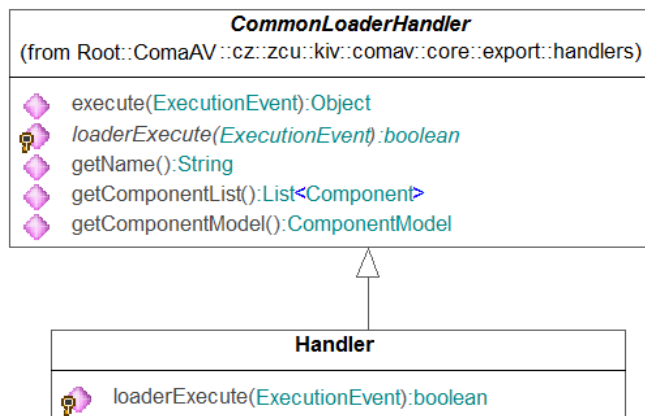 CommonLoaderHandler
(from Root::ComaAV::cz::zcu::kiv::comav::core::export::handlers)
execute(ExecutionEvent):Object
loaderExecute(ExecutionEvent):boolean
getName():String
getComponentList():List<Component>
getComponentModel():ComponentModel
Handler
loaderExecute(ExecutionEvent):boolean